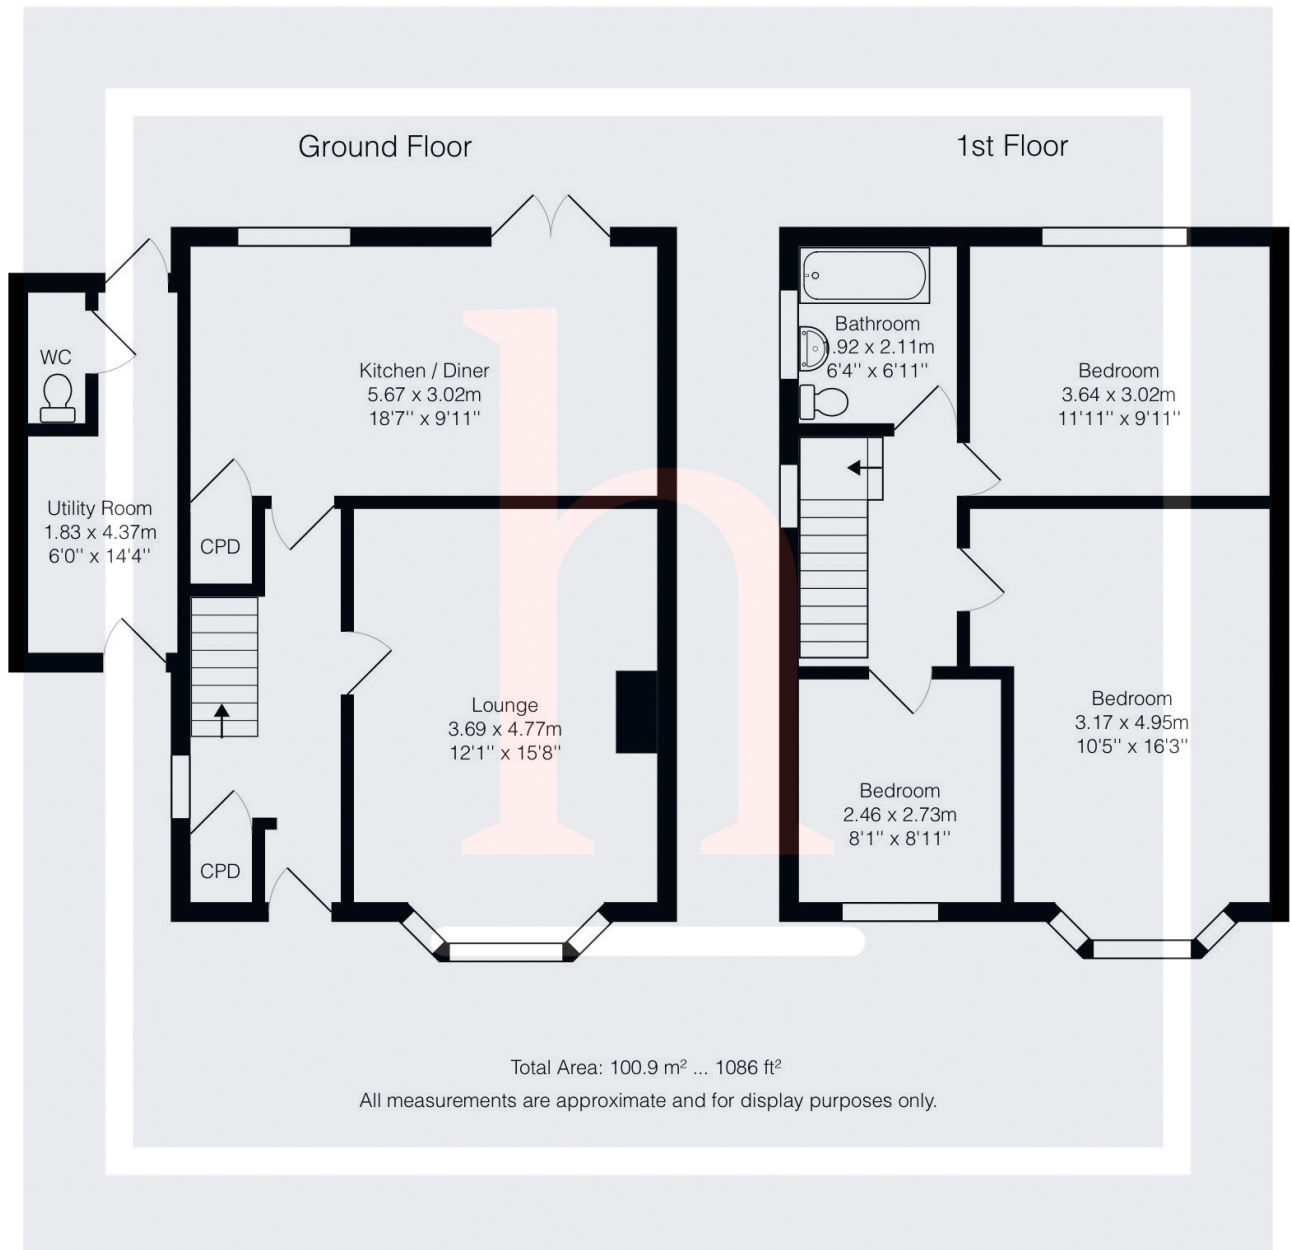 Ground Floor
1st Floor
WC
Kitchen / Diner
5.67 x 3.02m
18'7'' x 9'11''
Utility Room
1.83 x 4.37m
6'0'' x 14'4''
CPD
Lounge
3.69 x 4.77m
12'1'' x 15'8''
CPD
Bathroom
.92 x 2.11m
6'4'' x 6'11''
Bedroom
3.64 x 3.02m
11'11'' x 9'11''
Bedroom
3.17 x 4.95m
10'5'' x 16'3''
Bedroom
2.46 x 2.73m
8'1'' x 8'11''
h
Total Area: 100.9 m² ... 1086 ft²
All measurements are approximate and for display purposes only.